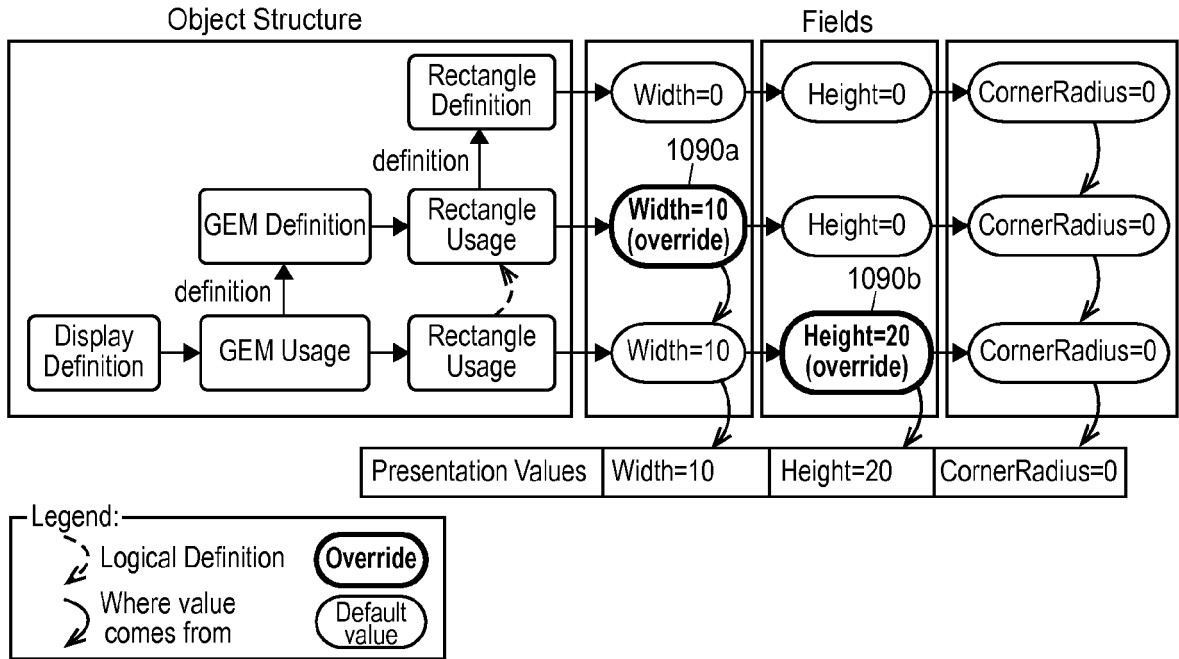 Object Structure
Fields
Rectangle
Definition
Width=0
Height=0
CornerRadius=0
definition
1090a
GEM Definition
Rectangle
Usage
Width=10
(override)
Height=0
CornerRadius=0
definition
1090b
Display
Definition
GEM Usage
Rectangle
Usage
Width=10
Height=20
(override)
CornerRadius=0
Presentation Values
Width=10
Height=20
CornerRadius=0
Legend:
Logical Definition
Override
Where value
comes from
Default
value